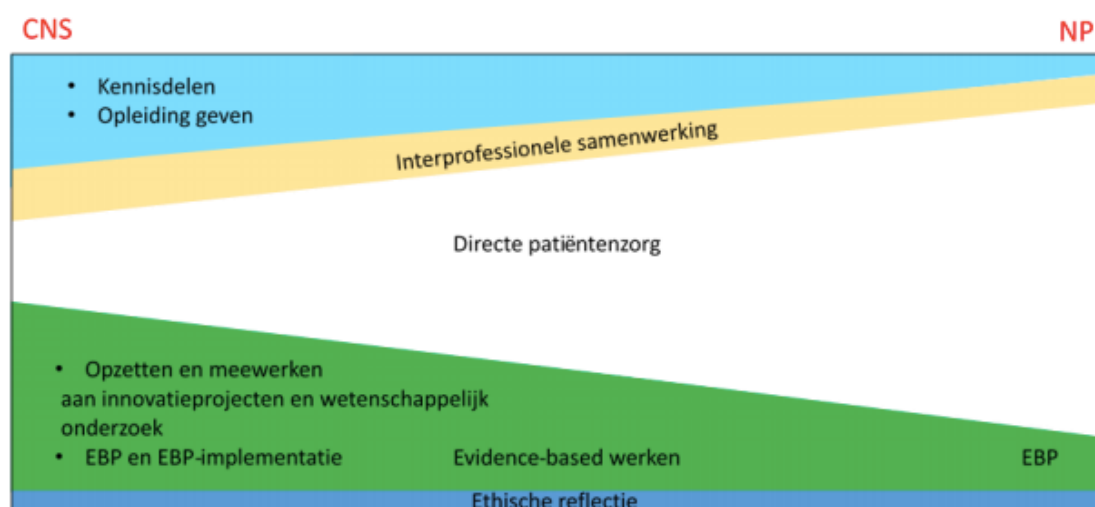 CNS
NP
• Kennisdelen
• Opleiding geven
Interprofessionele samenwerking
Directe patiëntenzorg
• Opzetten en meewerken
aan innovatieprojecten en wetenschappelijk
onderzoek
• EBP en EBP-implementatie
Evidence-based werken
EBP
Ethische reflectie